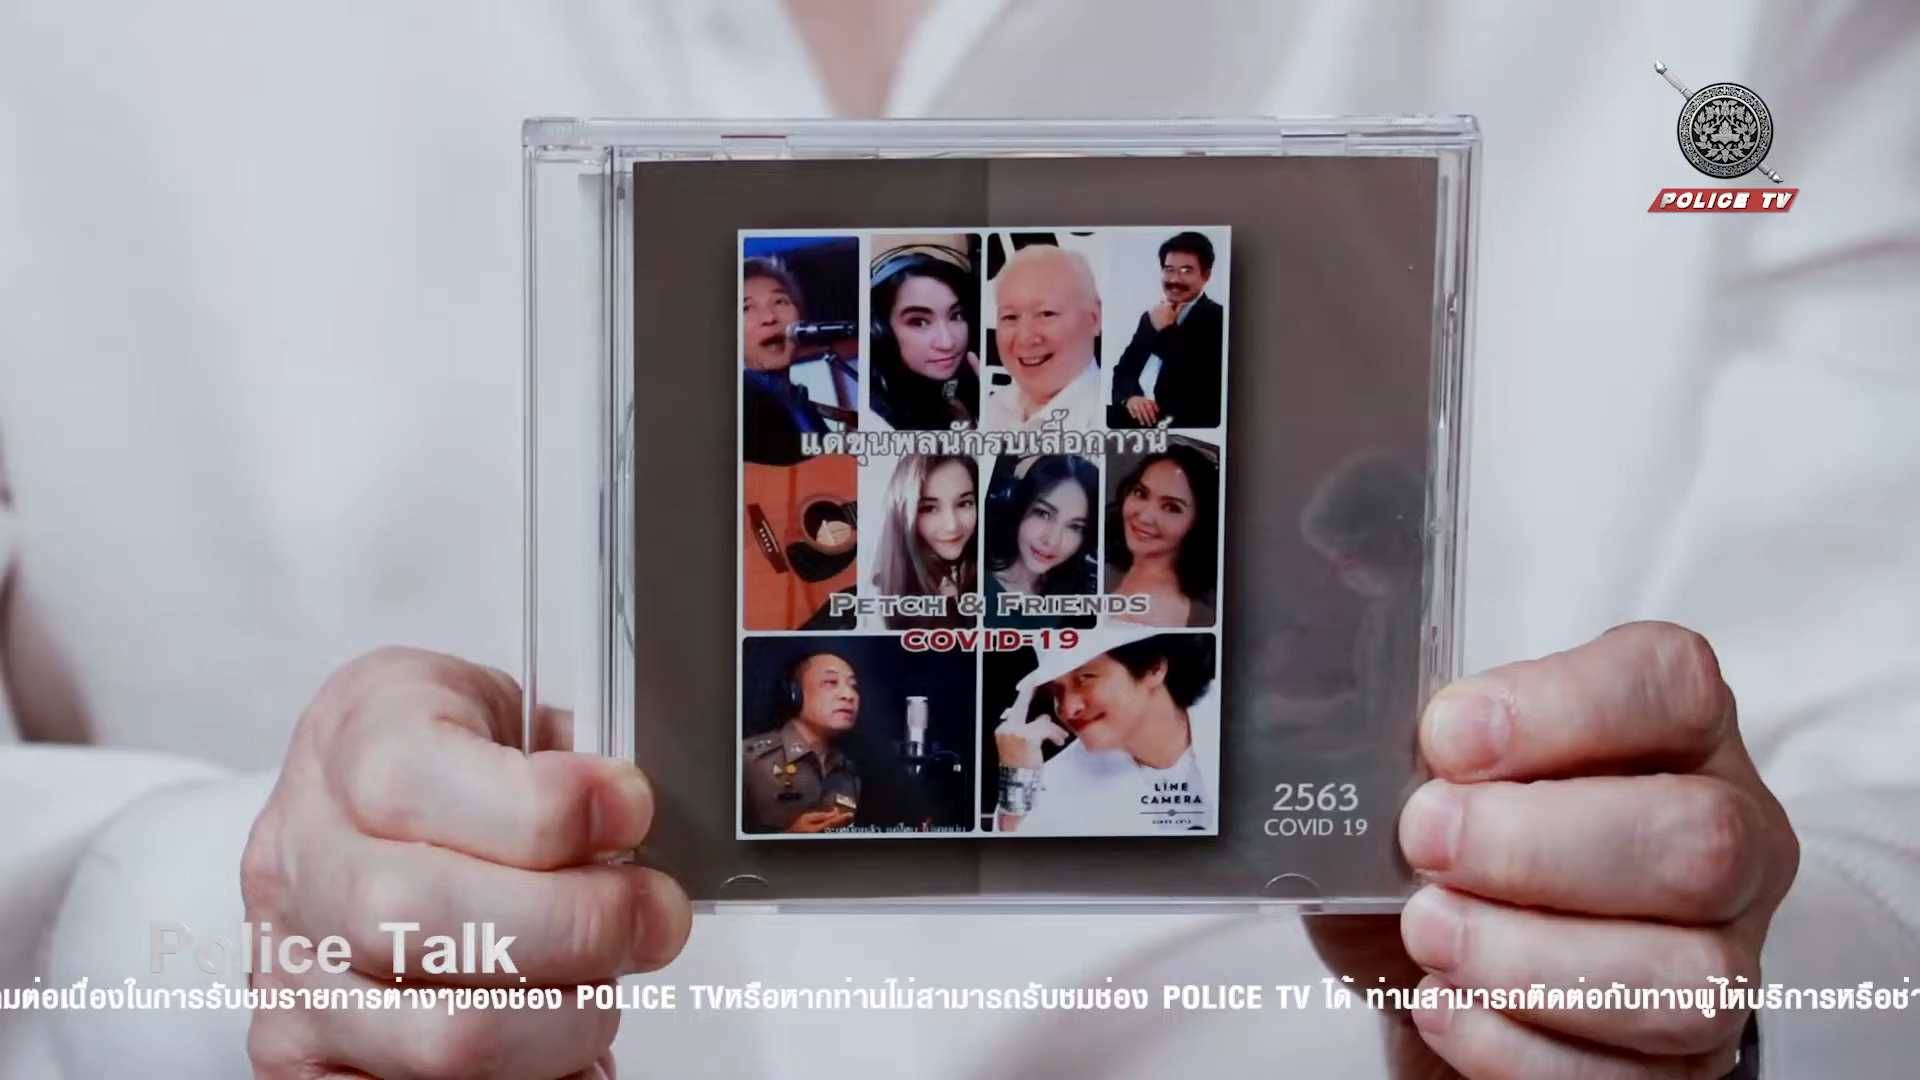 POLICE TV
แด่ขุนพลนักรบเสื้อกาวน์
PETCH & FRIENDS
COVID-19
LINE
CAMERA
2563
COVID 19
Police Talk
มต่อเนื่องในการรับชมรายการต่างๆของช่อง POLICE TVหรือหากท่านไม่สามารถรับชมช่อง POLICE TV ได้ ท่านสามารถติดต่อกับทางผู้ให้บริการหรือช่